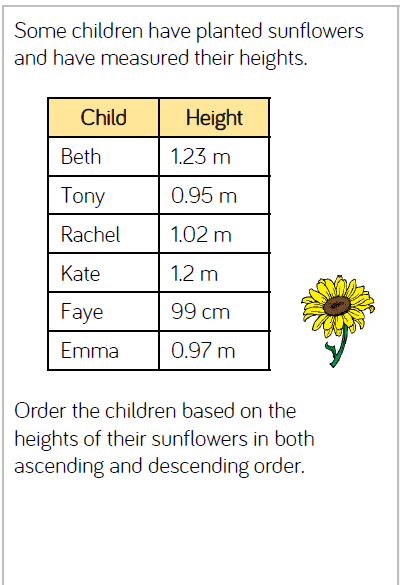 Some children have planted sunflowers
and have measured their heights.
Child Height
Beth 1.23 m
Tony 0.95 m
Rachel 1.02 m
Kate 1.2 m
Faye 99 cm
Emma 0.97 m
Order the children based on the
heights of their sunflowers in both
ascending and descending order.